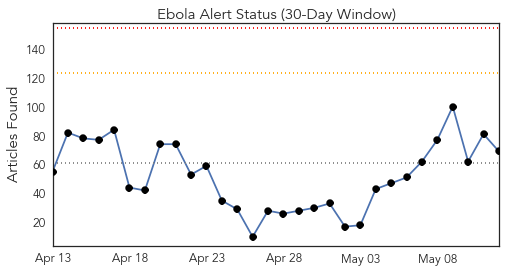 Ebola Alert Status (30-Day Window)
Articles Found
140
120
100
80
60
40
20
Apr 13
Apr 18
Apr 23
Apr 28
May 03
May 08